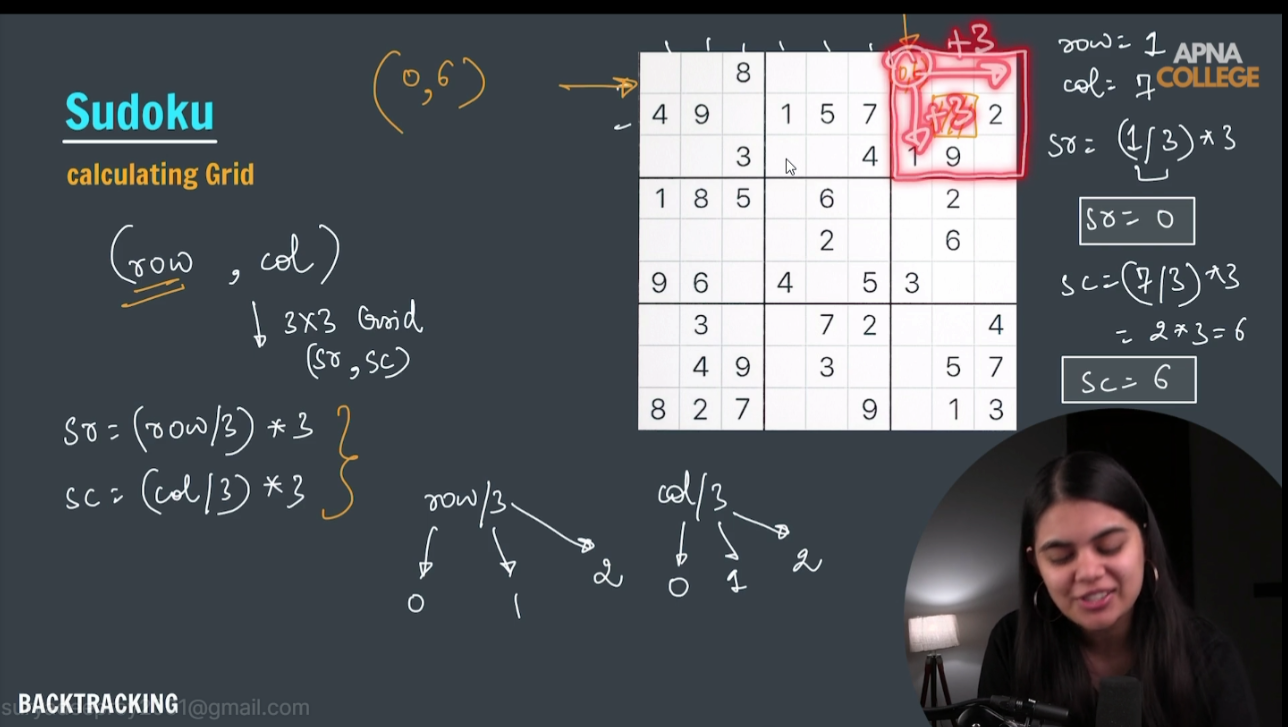 Sudoku
calculating Grid
(row, col)
3x3 Grid
(sr, sc)
sr = (row/3) * 3
sc = (col/3) * 3
(0,6)
+3
+3
8
4 9 1 5 7 2
3 4 1 9
1 8 5 6 2
2 6
9 6 4 5 3
3 7 2 4
4 9 3 5 7
8 2 7 9 1 3
row/3
0 1 2
col/3
0 1 2
row = 1
col = 7
APNA
COLLEGE
sr = (1/3) * 3
sr = 0
sc = (7/3) * 3
= 2 * 3 = 6
sc = 6
BACKTRACKING